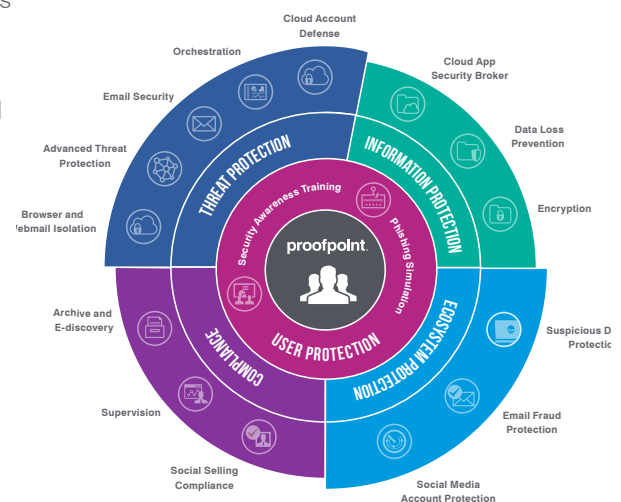 S
Cloud Account
Defense
Orchestration
Cloud App
Security Broker
Email Security
Data Loss
Prevention
Advanced Threat
Protection
Encryption
Browser and
ebmail Isolation
THREAT PROTECTION
INFORMATION PROTECTION
Security Awareness Training
Phishing Simulation
proofpoint.
USER PROTECTION
COMPLIANCE
ECOSYSTEM PROTECTION
Archive and
E-discovery
Suspicious D
Protectio
Supervision
Email Fraud
Protection
Social Selling
Compliance
Social Media
Account Protection